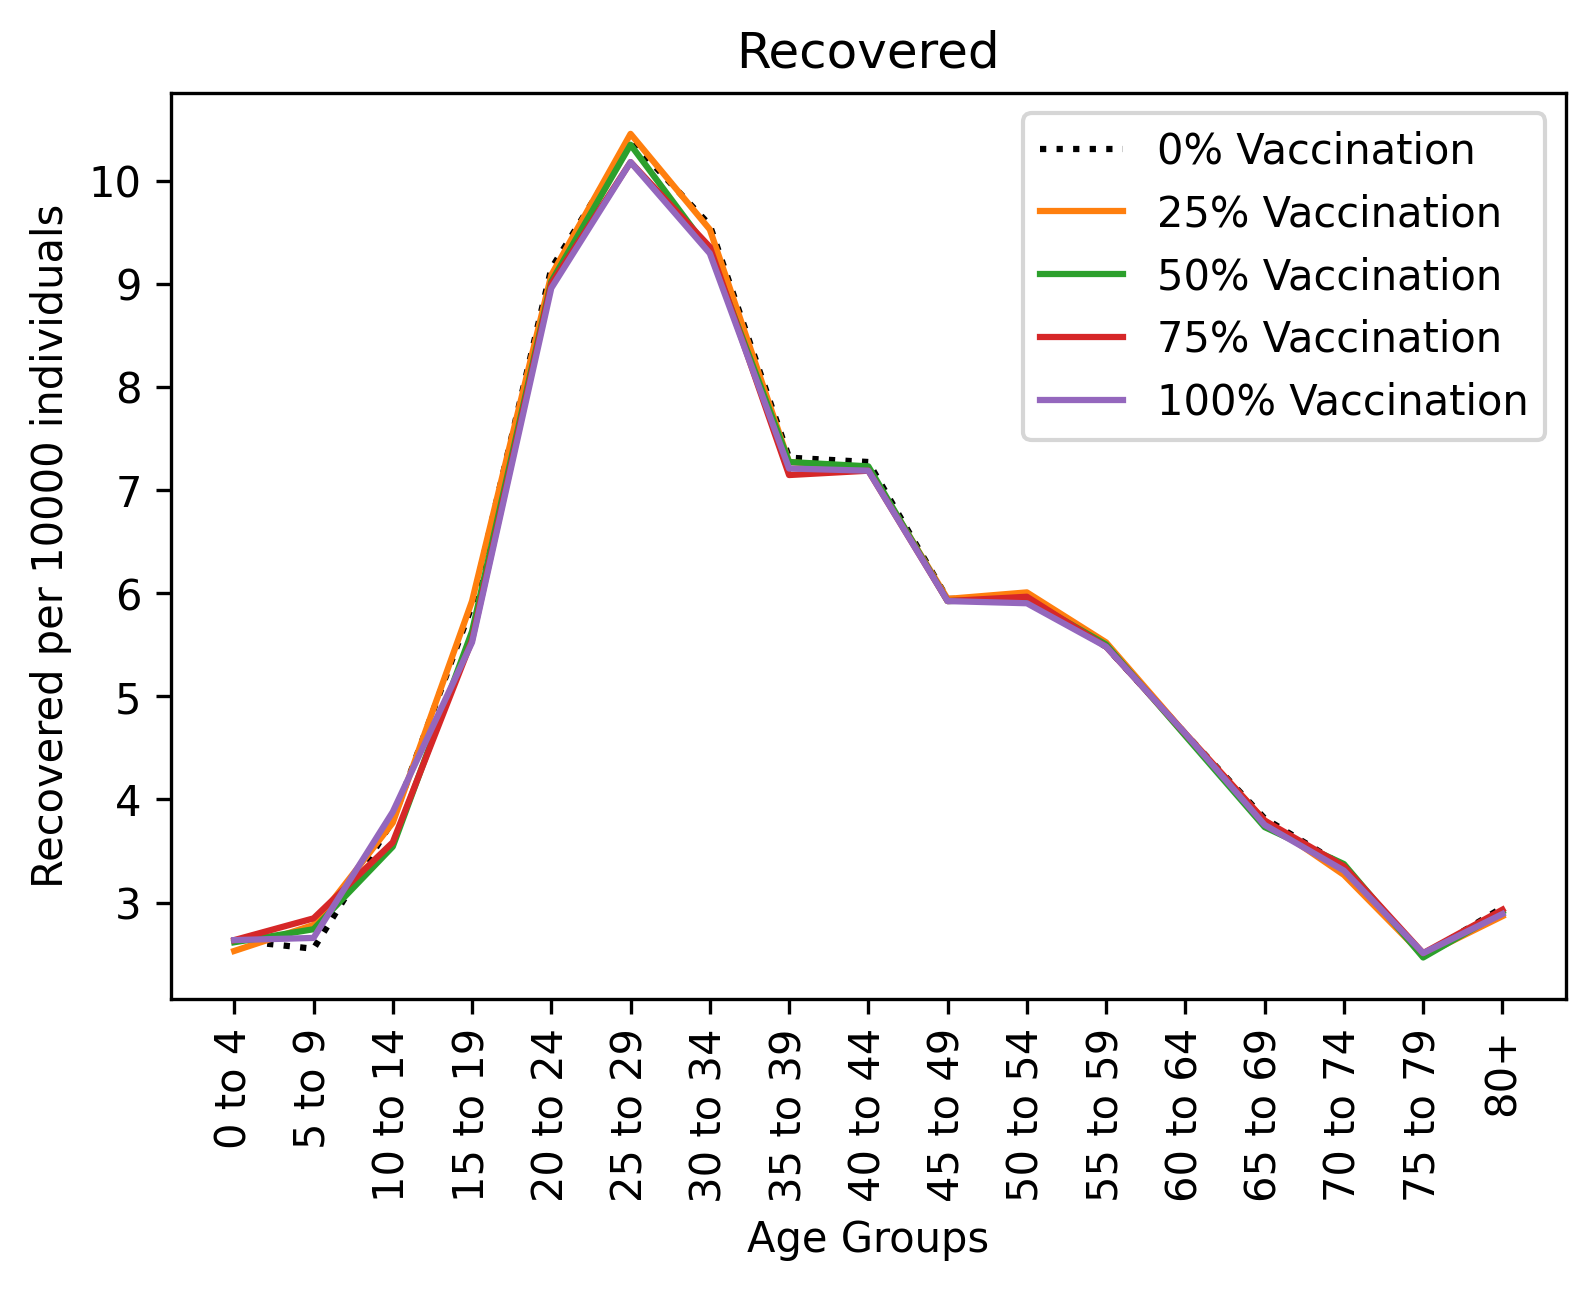 Recovered
10
9
8
7
6
5
4
3
Recovered per 10000 individuals
0% Vaccination
25% Vaccination
50% Vaccination
75% Vaccination
100% Vaccination
0 to 4
5 to 9
10 to 14
15 to 19
20 to 24
25 to 29
30 to 34
35 to 39
40 to 44
45 to 49
50 to 54
55 to 59
60 to 64
65 to 69
70 to 74
75 to 79
80+
Age Groups